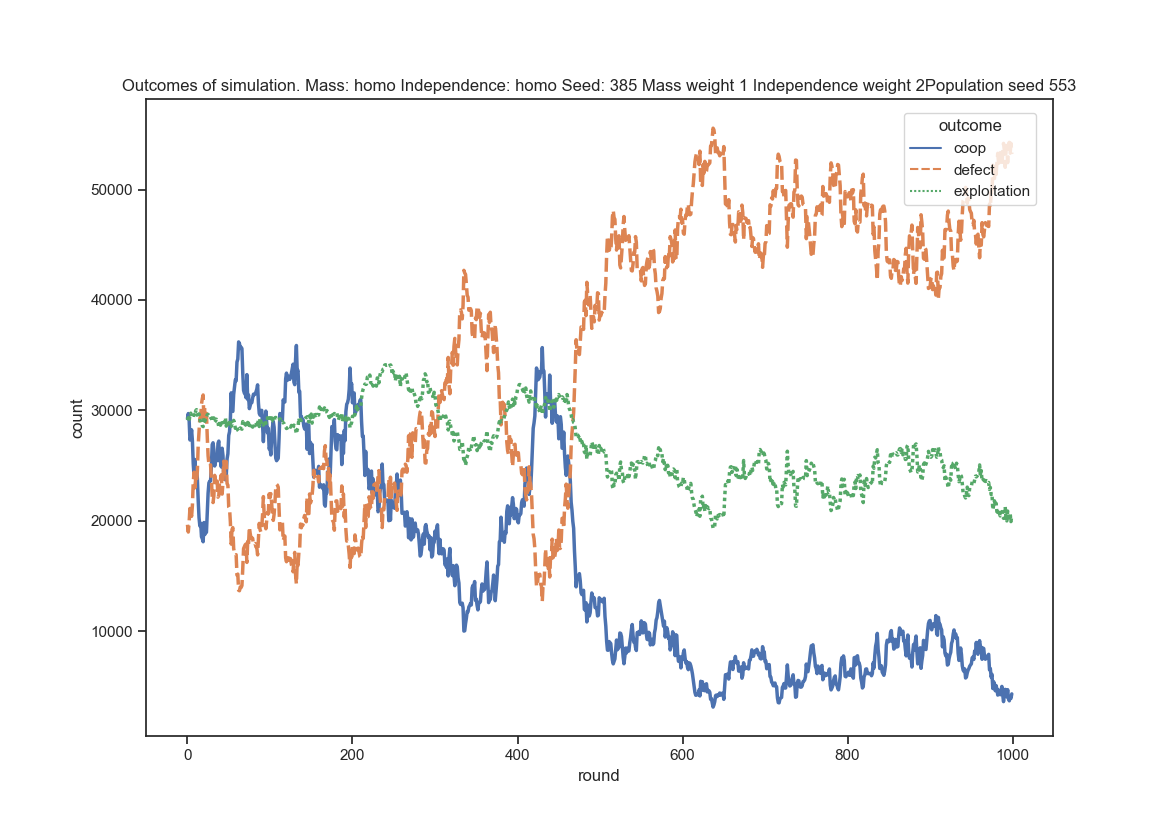 Outcomes of simulation. Mass: homo Independence: homo Seed: 385 Mass weight 1 Independence weight 2Population seed 553
outcome
coop
defect
exploitation
50000
40000
30000
20000
10000
count
0
200
400
600
800
1000
round